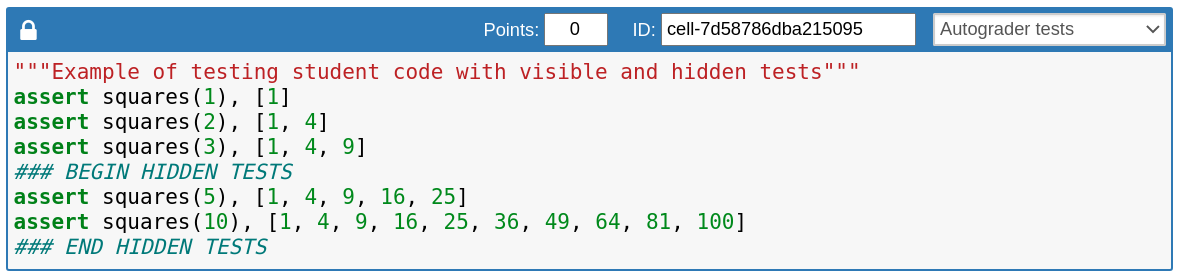 Points: 0 ID: cell-7d58786dba215095 Autograder tests
"""Example of testing student code with visible and hidden tests"""
assert squares(1), [1]
assert squares(2), [1, 4]
assert squares(3), [1, 4, 9]
### BEGIN HIDDEN TESTS
assert squares(5), [1, 4, 9, 16, 25]
assert squares(10), [1, 4, 9, 16, 25, 36, 49, 64, 81, 100]
### END HIDDEN TESTS